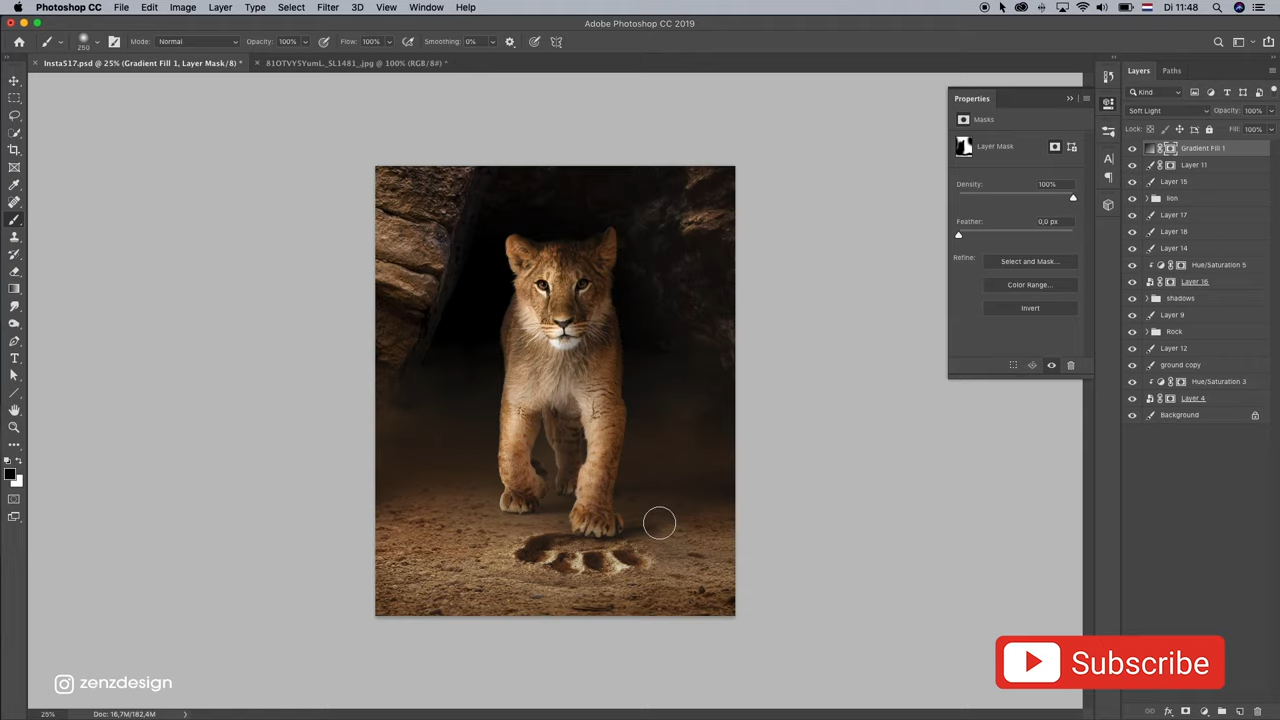 Photoshop CC File Edit Image Layer Type Select Filter 3D View Window Help Di 11:48
Adobe Photoshop CC 2019
250 Mode: Normal Opacity: 100% Flow: 100% Smoothing: 0%
Insta517.psd @ 25% (Gradient Fill 1, Layer Mask/8) * 81OTVY5YumL._SL1481_.jpg @ 100% (RGB/8#) *
Properties
Masks
Layer Mask
Density: 100%
Feather: 0,0 px
Refine: Select and Mask...
Color Range...
Invert
Layers Paths
Kind
Soft Light Opacity: 100%
Lock: Fill: 100%
Gradient Fill 1
Layer 11
Layer 15
lion
Layer 17
Layer 18
Layer 14
Hue/Saturation 5
Layer 16
shadows
Layer 9
Rock
Layer 12
ground copy
Hue/Saturation 3
Layer 4
Background
Subscribe
zenzdesign
25% Doc: 16,7M/182,4M